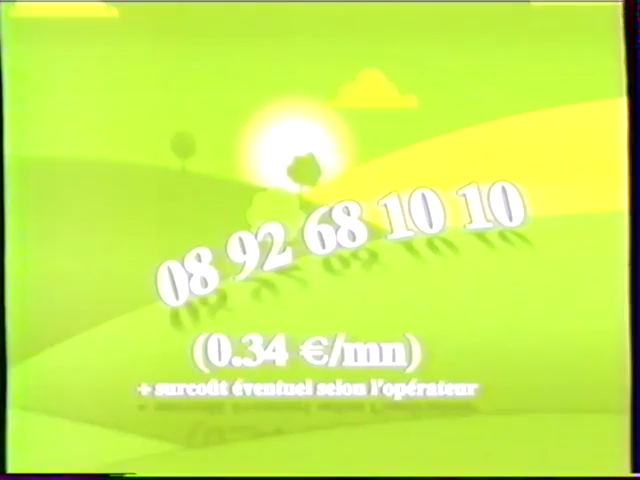 08 92 68 10 10
(0.34 €/mn)
+ surcoût éventuel selon l'opérateur